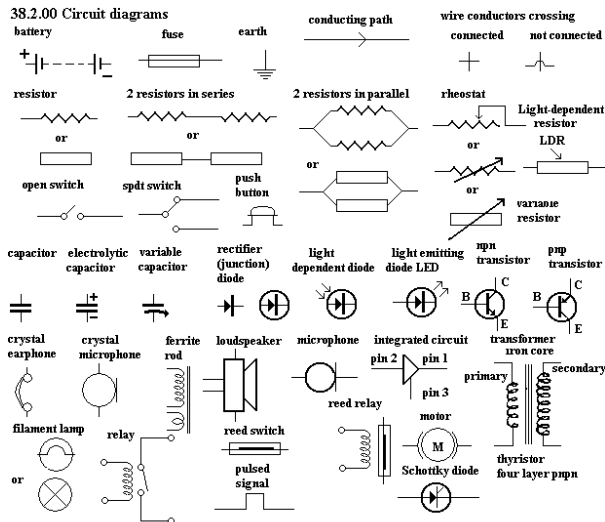 38.2.00 Circuit diagrams
battery
fuse
earth
conducting path
wire conductors crossing
connected
not connected
+
-
resistor
2 resistors in series
2 resistors in parallel
rheostat
Light-dependent
resistor
LDR
or
or
or
or
or
open switch
spdt switch
push
button
variable
resistor
capacitor
electrolytic
capacitor
variable
capacitor
rectifier
(junction)
diode
light
dependent diode
light emitting
diode LED
npn
transistor
pnp
transistor
+
-
B
C
E
B
C
E
crystal
earphone
crystal
microphone
ferrite
rod
loudspeaker
microphone
integrated circuit
pin 2
pin 1
pin 3
transformer
iron core
primary
secondary
filament lamp
or
relay
reed switch
pulsed
signal
reed relay
motor
M
Schottky diode
thyristor
four layer pnpn